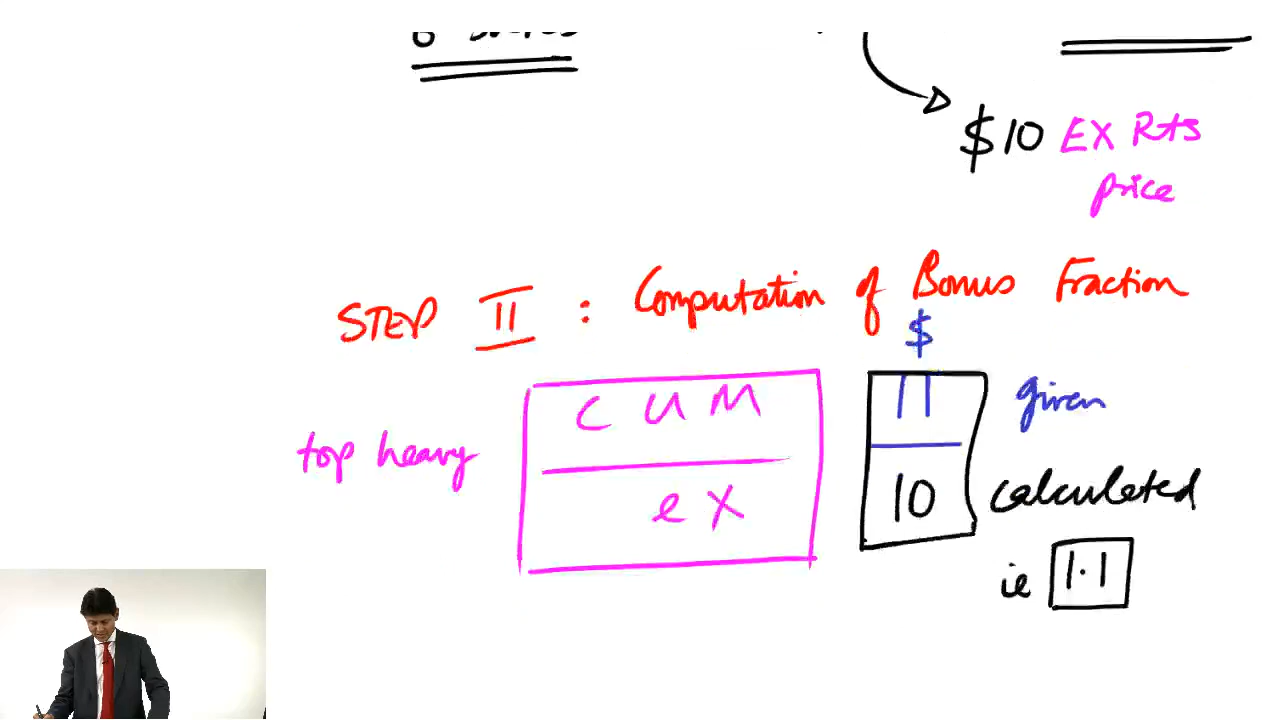 $10 EX Rts
price
STEP II : Computation of Bonus Fraction
$
top heavy CUM 11 given
ex 10 calculated
ie 1.1